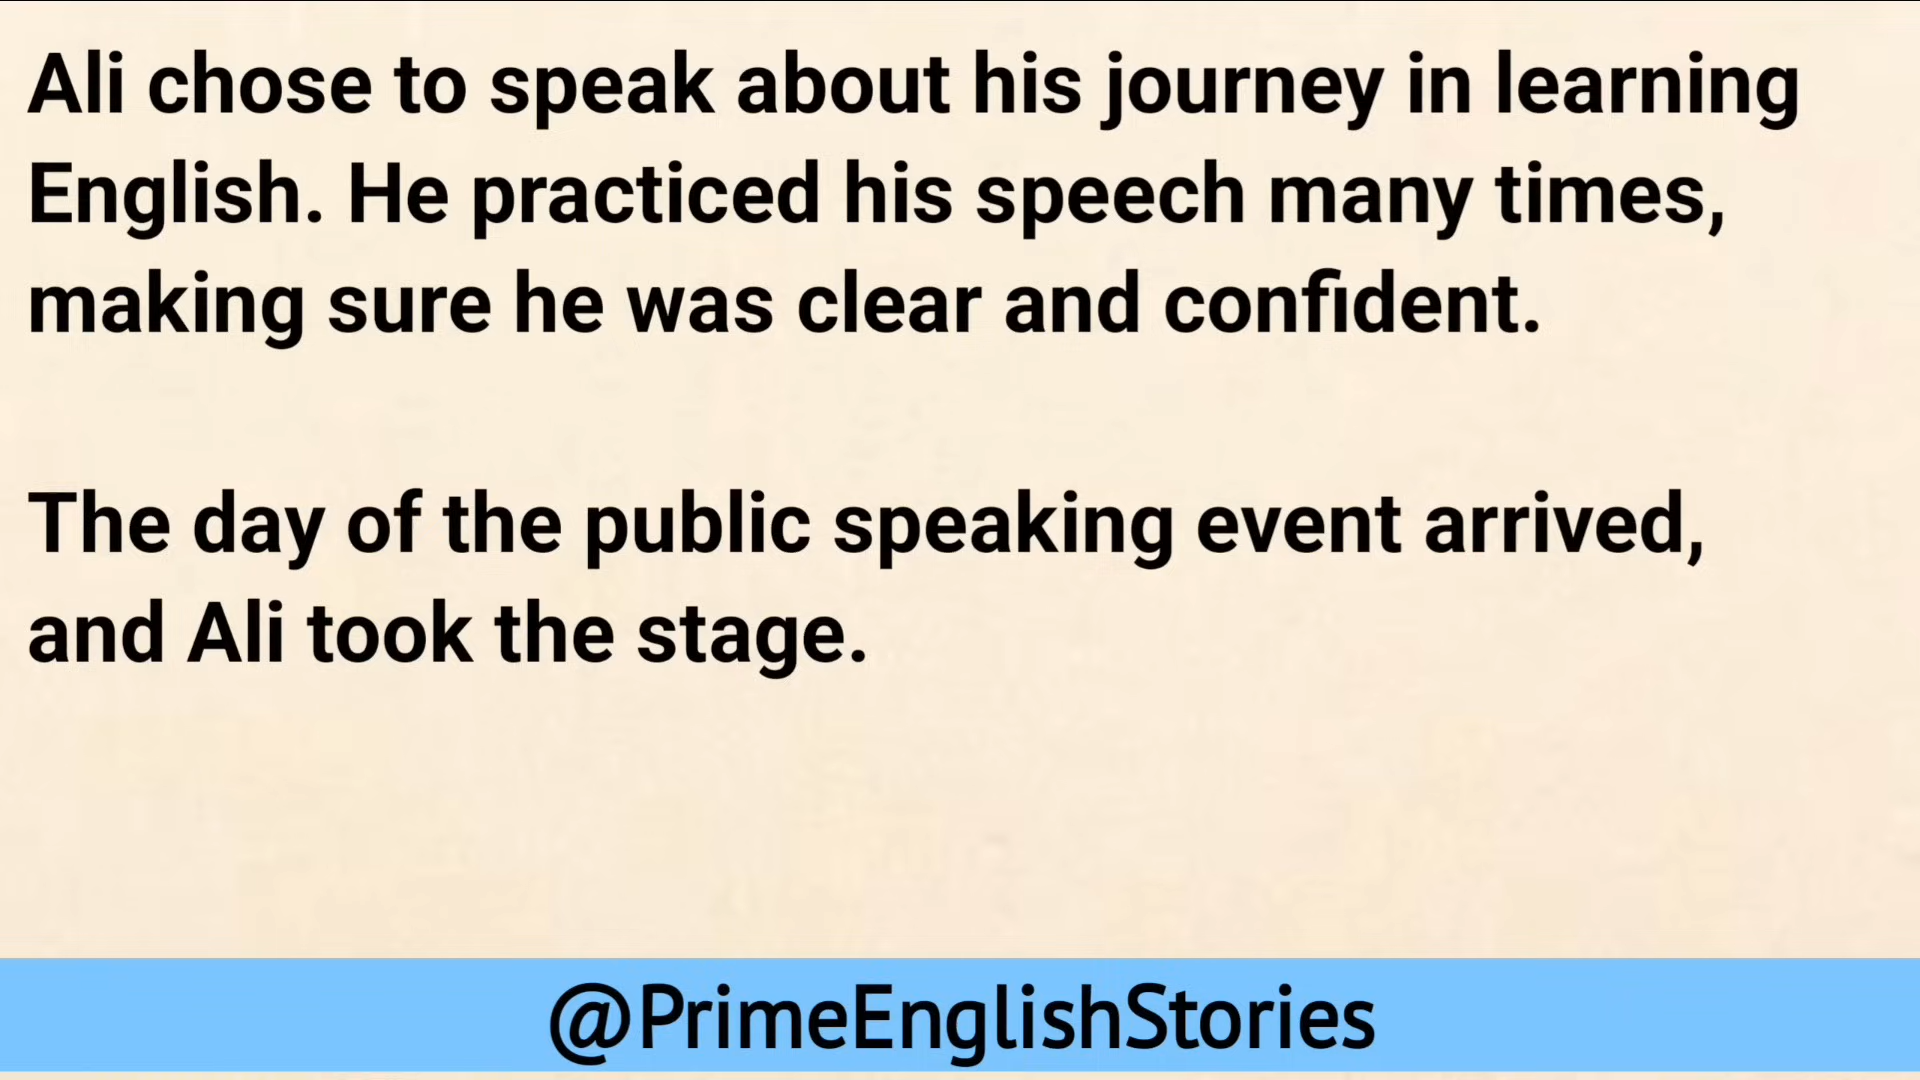 Ali chose to speak about his journey in learning
English. He practiced his speech many times,
making sure he was clear and confident.
The day of the public speaking event arrived,
and Ali took the stage.
@PrimeEnglishStories